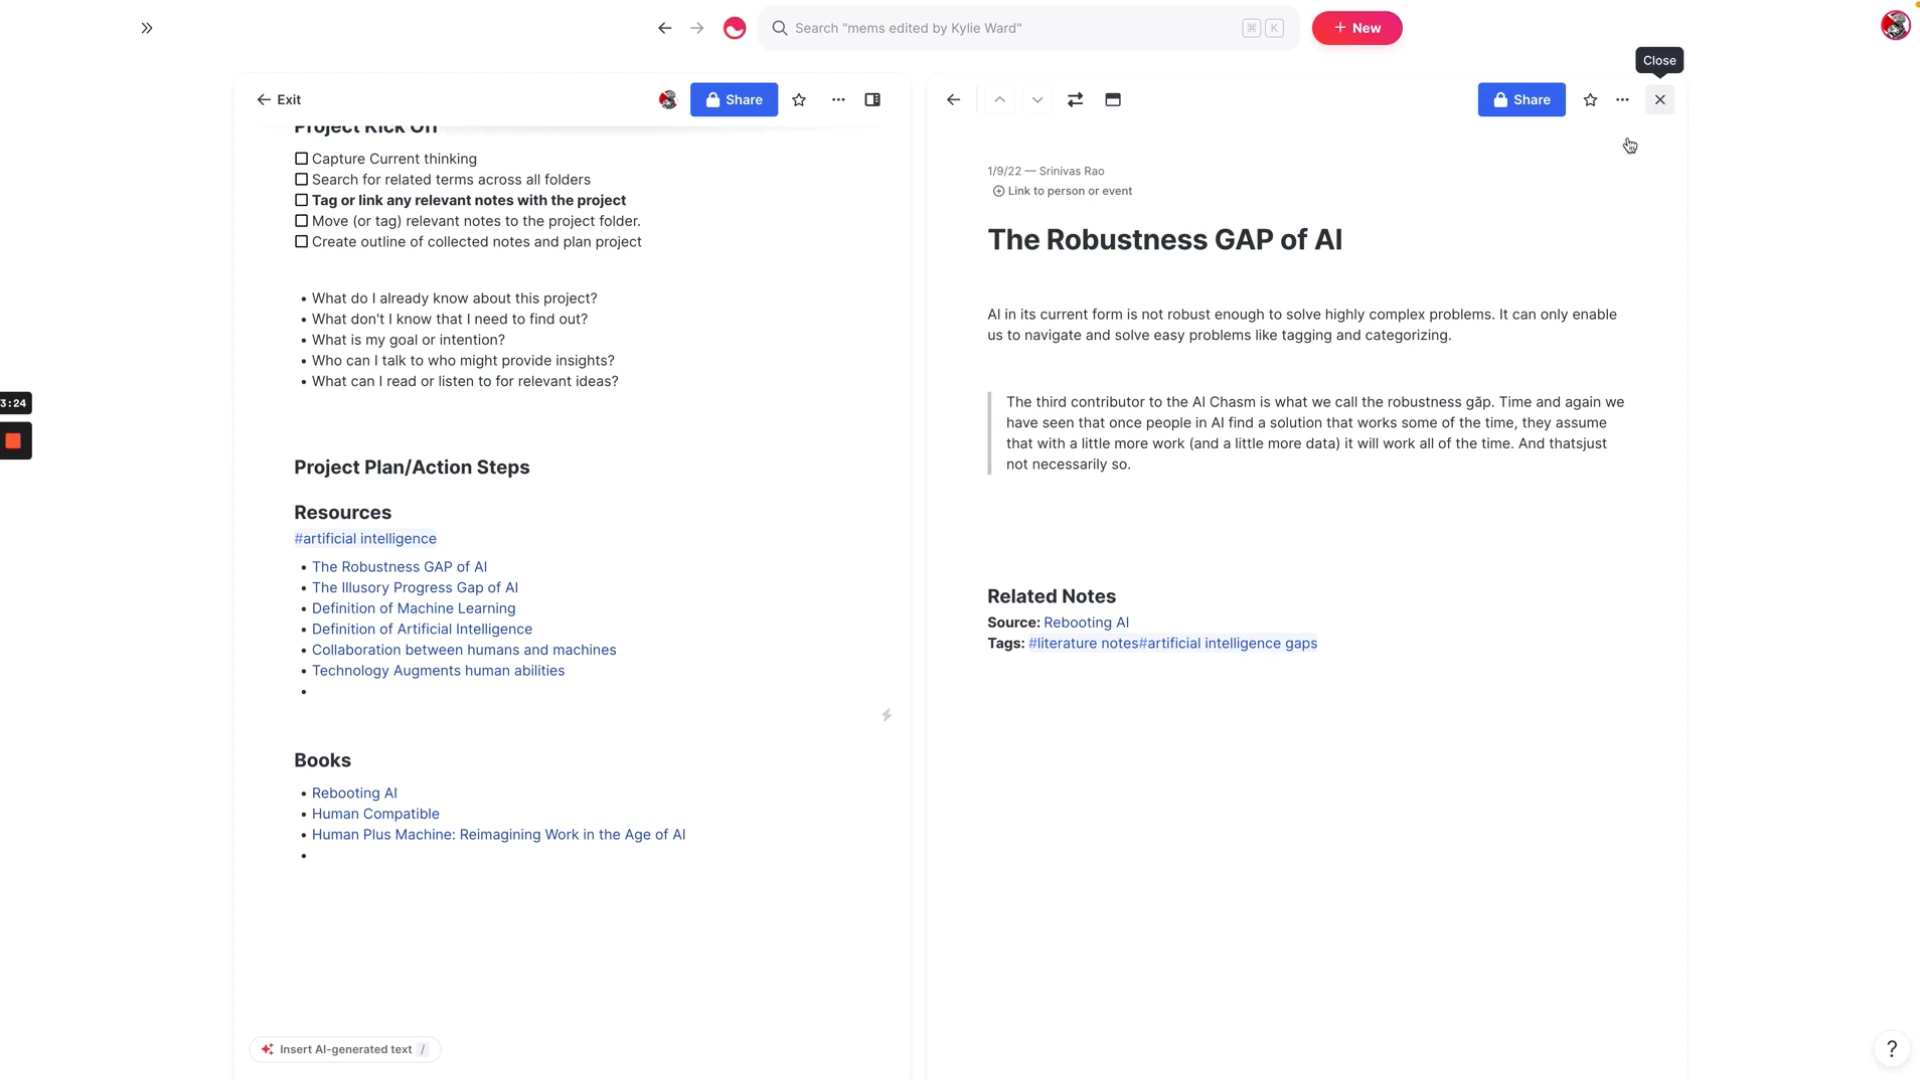 Search "mems edited by Kylie Ward"
⌘ K
+ New
Close
Exit
Share
Share
Project Kick Off
Capture Current thinking
Search for related terms across all folders
Tag or link any relevant notes with the project
Move (or tag) relevant notes to the project folder.
Create outline of collected notes and plan project
• What do I already know about this project?
• What don't I know that I need to find out?
• What is my goal or intention?
• Who can I talk to who might provide insights?
• What can I read or listen to for relevant ideas?
3:24
Project Plan/Action Steps
Resources
#artificial intelligence
• The Robustness GAP of AI
• The Illusory Progress Gap of AI
• Definition of Machine Learning
• Definition of Artificial Intelligence
• Collaboration between humans and machines
• Technology Augments human abilities
•
Books
• Rebooting AI
• Human Compatible
• Human Plus Machine: Reimagining Work in the Age of AI
•
Insert AI-generated text /
1/9/22 — Srinivas Rao
Link to person or event
The Robustness GAP of AI
AI in its current form is not robust enough to solve highly complex problems. It can only enable
us to navigate and solve easy problems like tagging and categorizing.
The third contributor to the AI Chasm is what we call the robustness găp. Time and again we
have seen that once people in AI find a solution that works some of the time, they assume
that with a little more work (and a little more data) it will work all of the time. And thatsjust
not necessarily so.
Related Notes
Source: Rebooting AI
Tags: #literature notes#artificial intelligence gaps
?